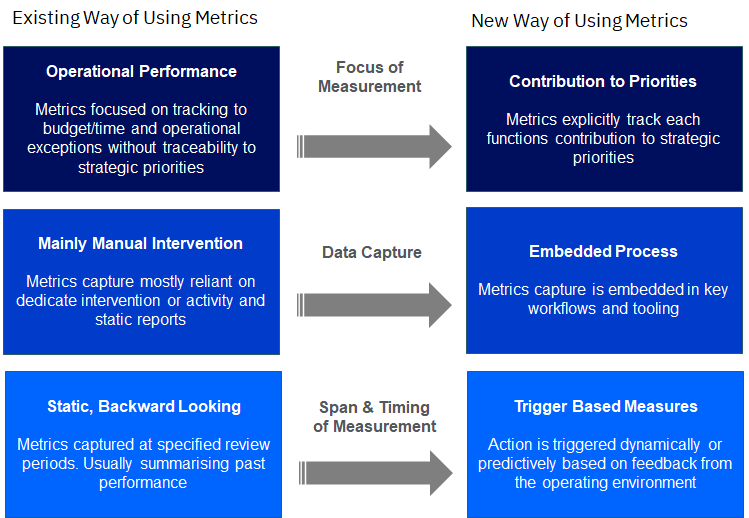 Existing Way of Using Metrics
New Way of Using Metrics
Operational Performance
Metrics focused on tracking to
budget/time and operational
exceptions without traceability to
strategic priorities
Focus of
Measurement
Contribution to Priorities
Metrics explicitly track each
functions contribution to strategic
priorities
Mainly Manual Intervention
Metrics capture mostly reliant on
dedicate intervention or activity and
static reports
Data Capture
Embedded Process
Metrics capture is embedded in key
workflows and tooling
Static, Backward Looking
Metrics captured at specified review
periods. Usually summarising past
performance
Span & Timing
of Measurement
Trigger Based Measures
Action is triggered dynamically or
predictively based on feedback from
the operating environment